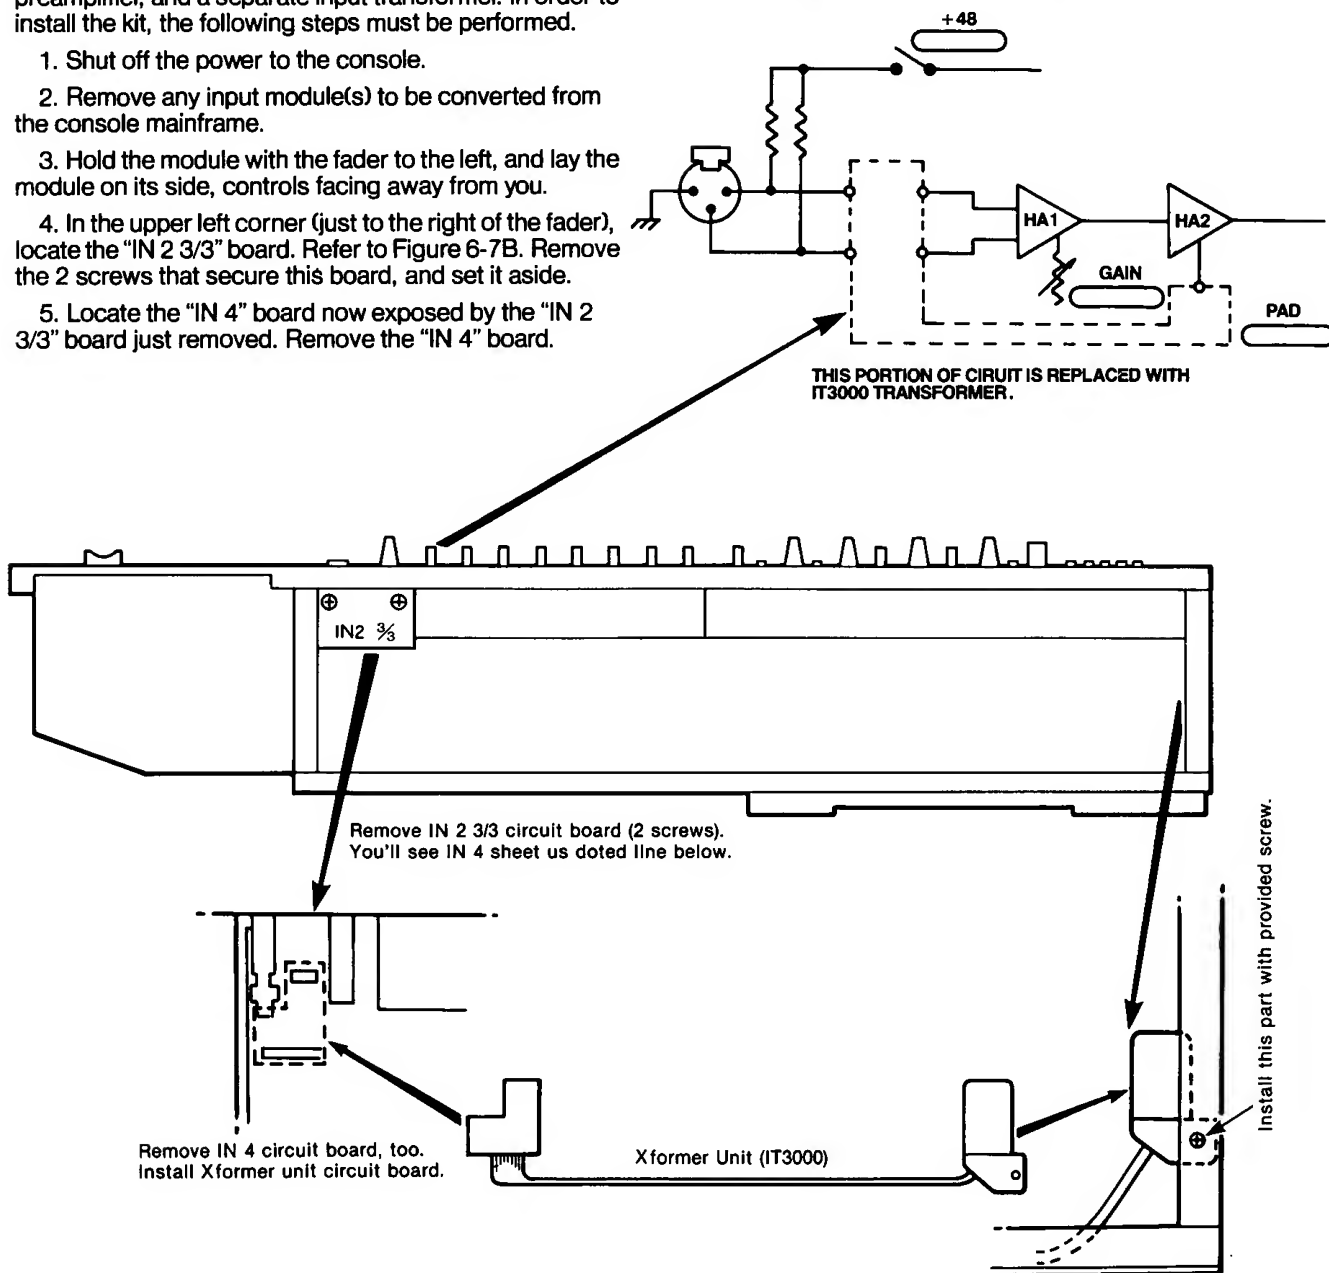 preamplifier, and a separate input transformer. In order to
install the kit, the following steps must be performed.
1. Shut off the power to the console.
2. Remove any input module(s) to be converted from
the console mainframe.
3. Hold the module with the fader to the left, and lay the
module on its side, controls facing away from you.
4. In the upper left corner (just to the right of the fader),
locate the “IN 2 3/3” board. Refer to Figure 6-7B. Remove
the 2 screws that secure this board, and set it aside.
5. Locate the “IN 4” board now exposed by the “IN 2
3/3” board just removed. Remove the “IN 4” board.
+48
HA1
HA2
GAIN
PAD
THIS PORTION OF CIRUIT IS REPLACED WITH
IT3000 TRANSFORMER.
IN2 3/3
Remove IN 2 3/3 circuit board (2 screws).
You'll see IN 4 sheet us doted line below.
Install this part with provided screw.
Remove IN 4 circuit board, too.
Install Xformer unit circuit board.
Xformer Unit (IT3000)